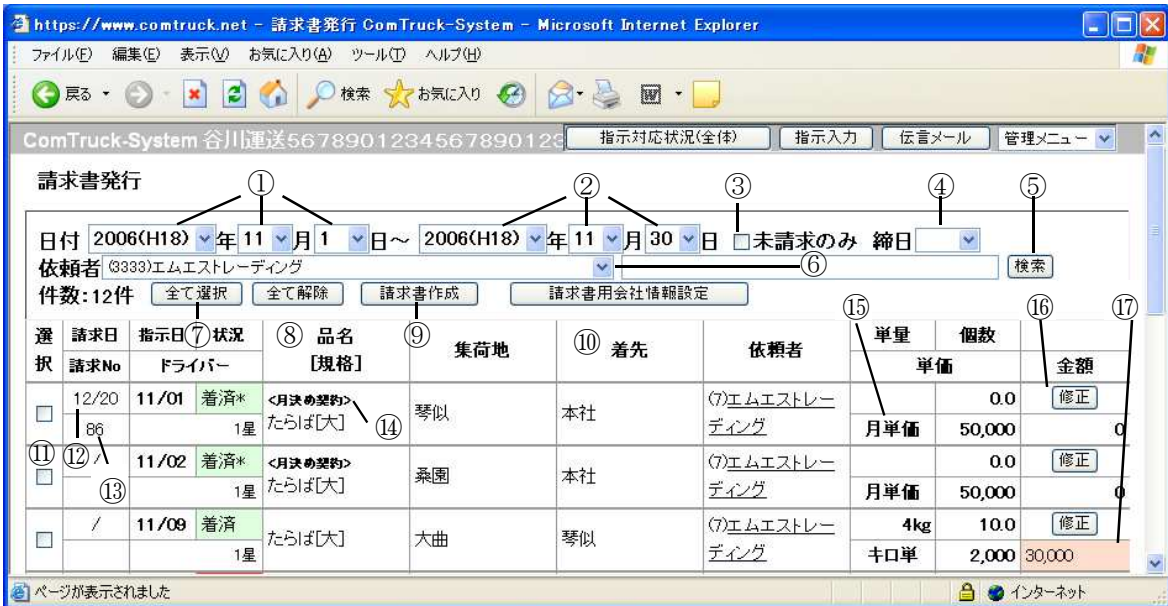 https://www.comtruck.net - 請求書発行 ComTruck-System - Microsoft Internet Explorer
ファイル(F) 編集(E) 表示(V) お気に入り(A) ツール(T) ヘルプ(H)
戻る 検索 お気に入り
ComTruck-System 谷川運送5678901234567890123 指示対応状況(全体) 指示入力 伝言メール 管理メニュー
請求書発行 ① ② ③ ④ ⑤
日付 2006(H18) 年 11 月 1 日～ 2006(H18) 年 11 月 30 日 未請求のみ 締日
依頼者 (3333)エムエストレーディング ⑥ 検索
件数:12件 全て選択 全て解除 請求書作成 請求書用会社情報設定
⑦ ⑧ ⑨ ⑩ ⑮ ⑯ ⑰
選択 請求日 指示日 状況 品名 集荷地 着先 依頼者 単量 個数
請求No ドライバー [規格] 単価 金額
12/20 11/01 着済* <月決め契約> 琴似 本社 (7)エムエストレー 0.0 修正
86 1星 たらば[大] ⑭ ディング 月単価 50,000 0
⑪ ⑫ / 11/02 着済* <月決め契約> 桑園 本社 (7)エムエストレー 0.0 修正
⑬ 1星 たらば[大] ディング 月単価 50,000 0
/ 11/09 着済 たらば[大] 大曲 琴似 (7)エムエストレー 4kg 10.0 修正
1星 ディング キロ単 2,000 30,000
ページが表示されました インターネット